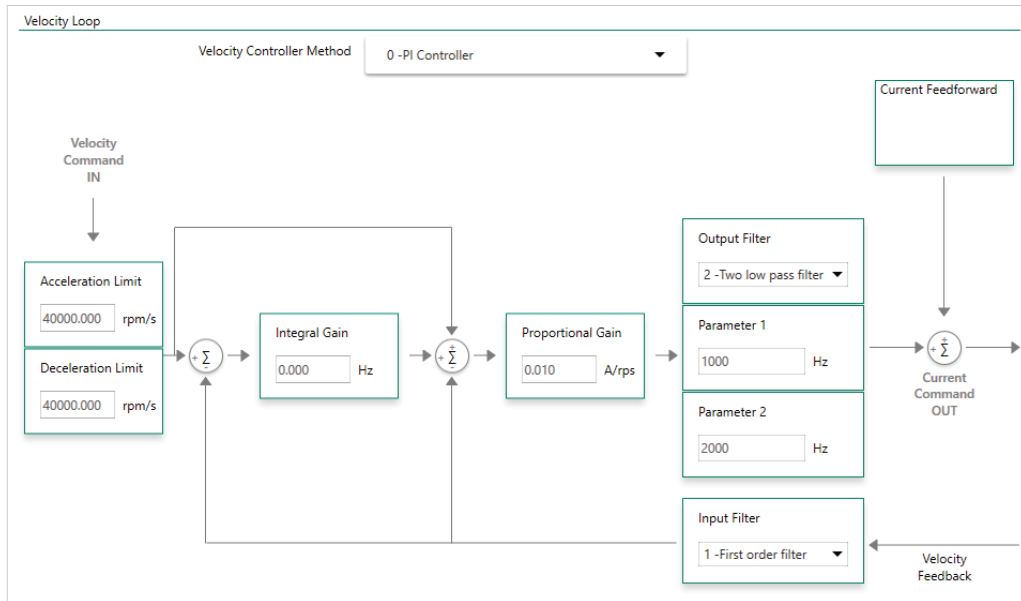 Velocity Loop
Velocity Controller Method
0 -PI Controller
Current Feedforward
Velocity
Command
IN
Acceleration Limit
40000.000 rpm/s
Deceleration Limit
40000.000 rpm/s
+ Σ -
Integral Gain
0.000 Hz
+ + Σ -
Proportional Gain
0.010 A/rps
Output Filter
2 -Two low pass filter
Parameter 1
1000 Hz
Parameter 2
2000 Hz
+ + Σ
Current
Command
OUT
Input Filter
1 -First order filter
Velocity
Feedback